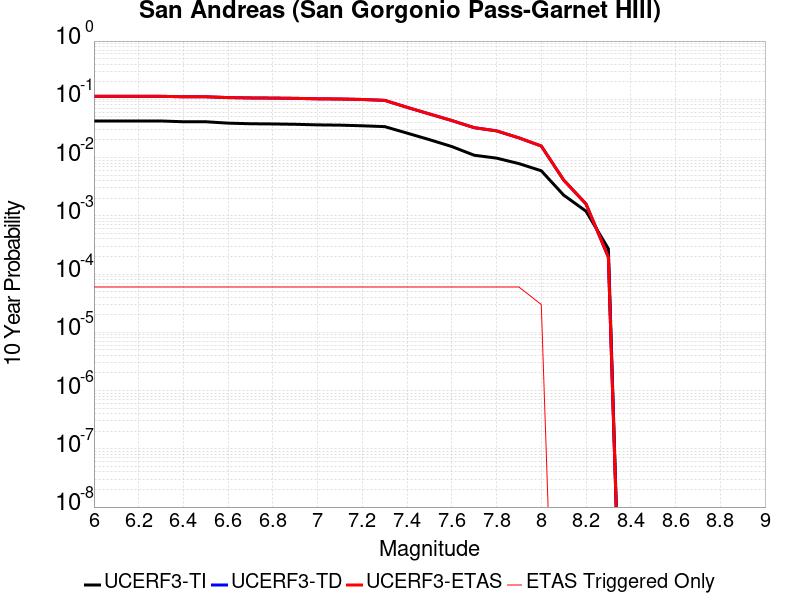 San Andreas (San Gorgonio Pass-Garnet HIll)
10 0
10 -1
10 -2
10 -3
10 -4
10 -5
10 -6
10 -7
10 -8
10 Year Probability
6 6.2 6.4 6.6 6.8 7 7.2 7.4 7.6 7.8 8 8.2 8.4 8.6 8.8 9
Magnitude
UCERF3-TI UCERF3-TD UCERF3-ETAS ETAS Triggered Only